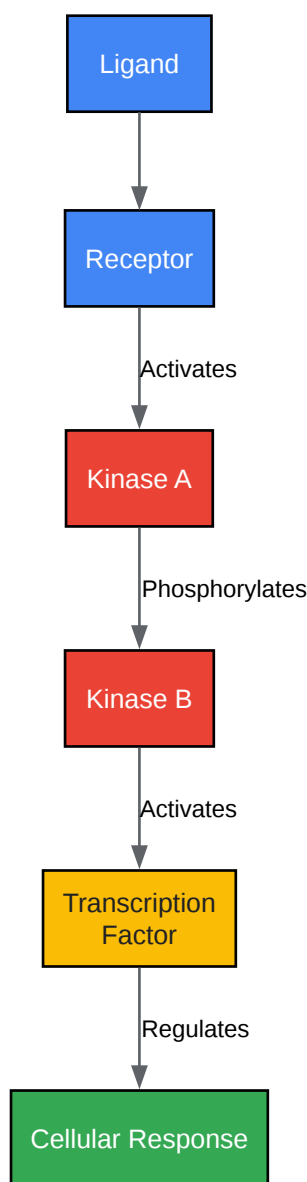 Ligand
Receptor
Activates
Kinase A
Phosphorylates
Kinase B
Activates
Transcription
Factor
Regulates
Cellular Response